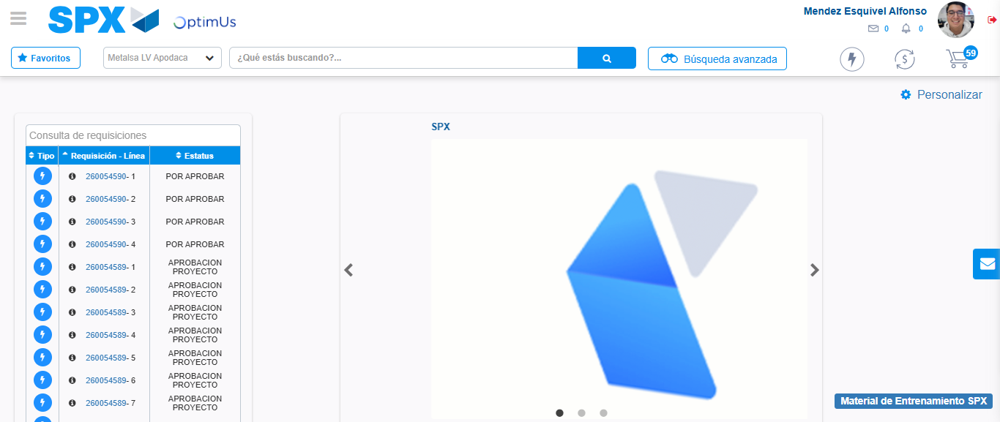 SPX
OptimUs
Mendez Esquivel Alfonso
0
0
Favoritos
Metalsa LV Apodaca
¿Qué estás buscando?...
Búsqueda avanzada
$
59
Personalizar
Consulta de requisiciones
Tipo
Requisición - Línea
Estatus
260054590- 1
POR APROBAR
260054590- 2
POR APROBAR
260054590- 3
POR APROBAR
260054590- 4
POR APROBAR
260054589- 1
APROBACION
PROYECTO
260054589- 2
APROBACION
PROYECTO
260054589- 3
APROBACION
PROYECTO
260054589- 4
APROBACION
PROYECTO
260054589- 5
APROBACION
PROYECTO
260054589- 6
APROBACION
PROYECTO
260054589- 7
APROBACION
PROYECTO
SPX
Material de Entrenamiento SPX